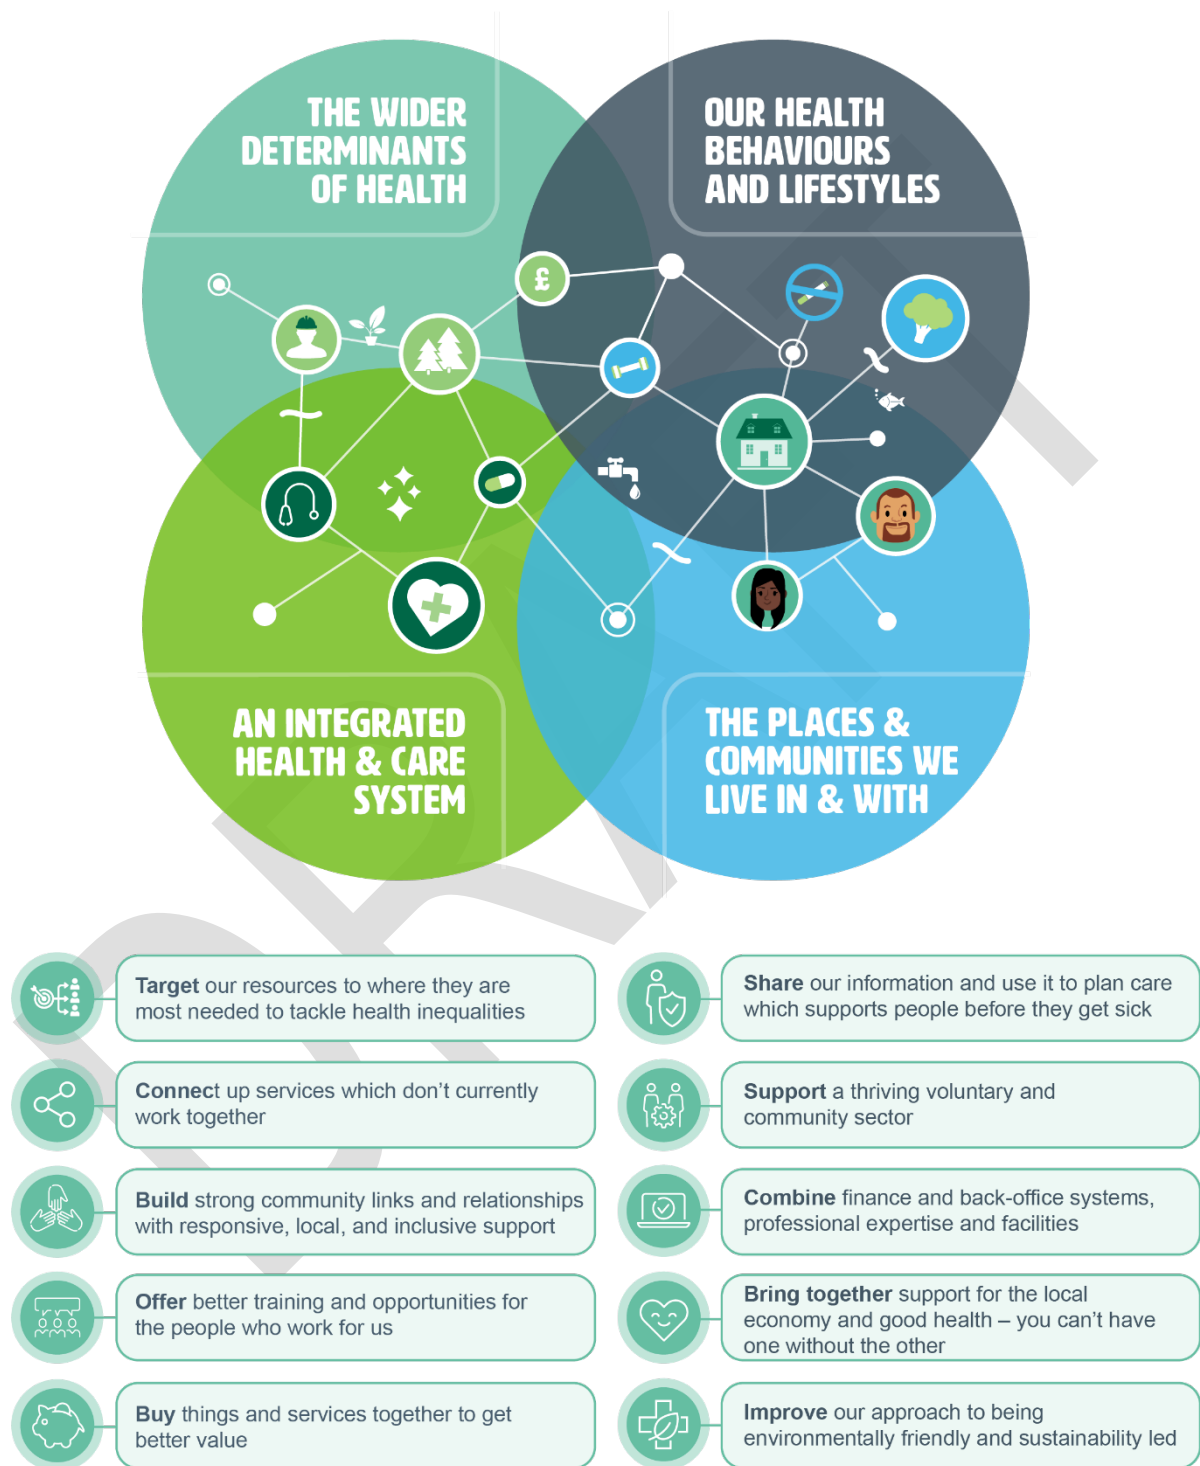 THE WIDER
DETERMINANTS
OF HEALTH
OUR HEALTH
BEHAVIOURS
AND LIFESTYLES
£
AN INTEGRATED
HEALTH & CARE
SYSTEM
THE PLACES &
COMMUNITIES WE
LIVE IN & WITH
DRAFT
Target our resources to where they are
most needed to tackle health inequalities
Connect up services which don’t currently
work together
Build strong community links and relationships
with responsive, local, and inclusive support
Offer better training and opportunities for
the people who work for us
Buy things and services together to get
better value
Share our information and use it to plan care
which supports people before they get sick
Support a thriving voluntary and
community sector
Combine finance and back-office systems,
professional expertise and facilities
Bring together support for the local
economy and good health – you can’t have
one without the other
Improve our approach to being
environmentally friendly and sustainability led